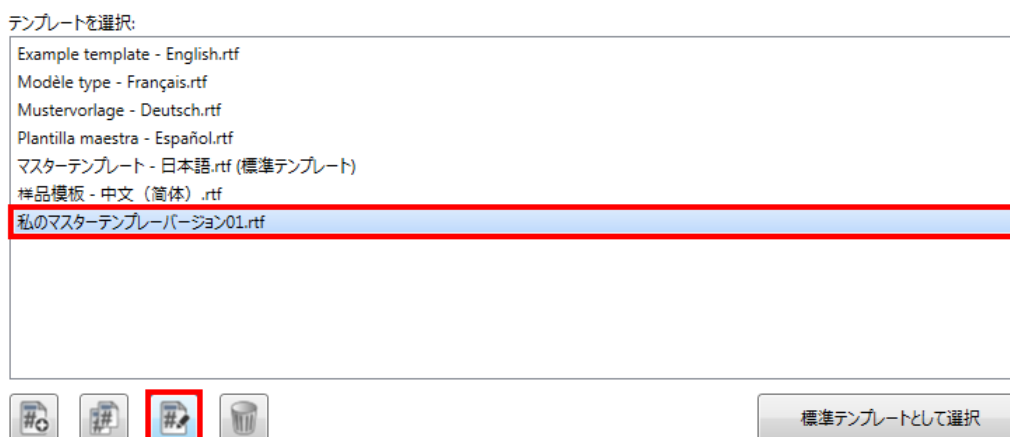 テンプレートを選択:
Example template - English.rtf
Modèle type - Français.rtf
Mustervorlage - Deutsch.rtf
Plantilla maestra - Español.rtf
マスターテンプレート - 日本語.rtf (標準テンプレート)
样品模板 - 中文（简体）.rtf
私のマスターテンプレーバージョン01.rtf
標準テンプレートとして選択